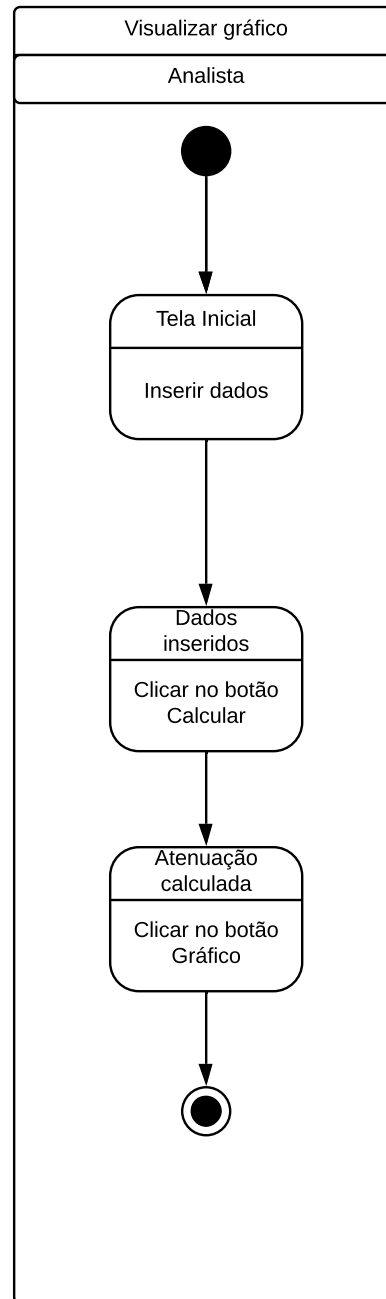 Visualizar gráfico
Analista
Tela Inicial
Inserir dados
Dados
inseridos
Clicar no botão
Calcular
Atenuação
calculada
Clicar no botão
Gráfico